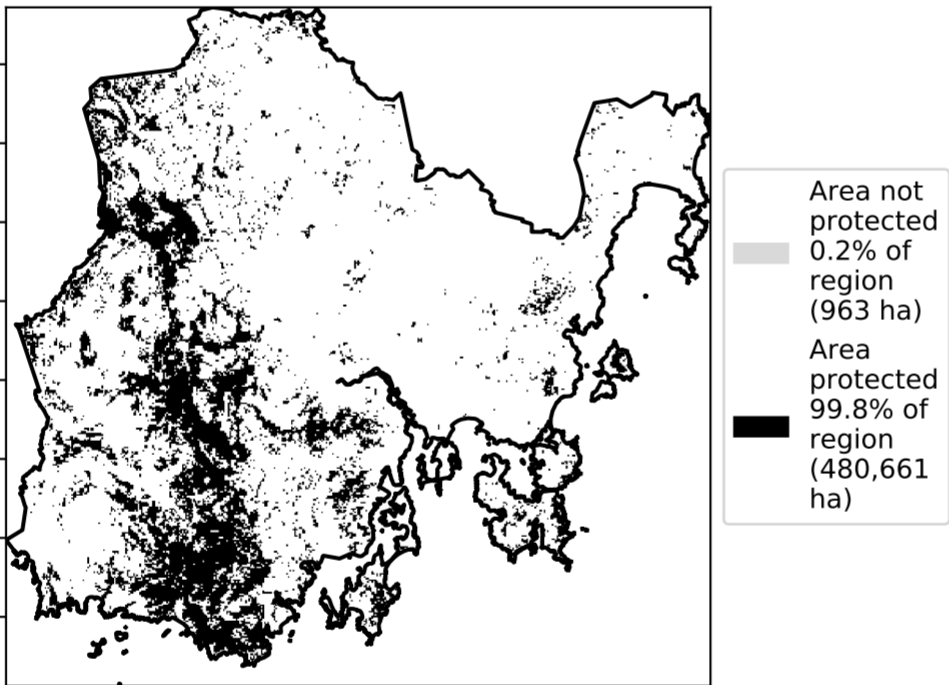 Area not
protected
0.2% of
region
(963 ha)
Area
protected
99.8% of
region
(480,661
ha)